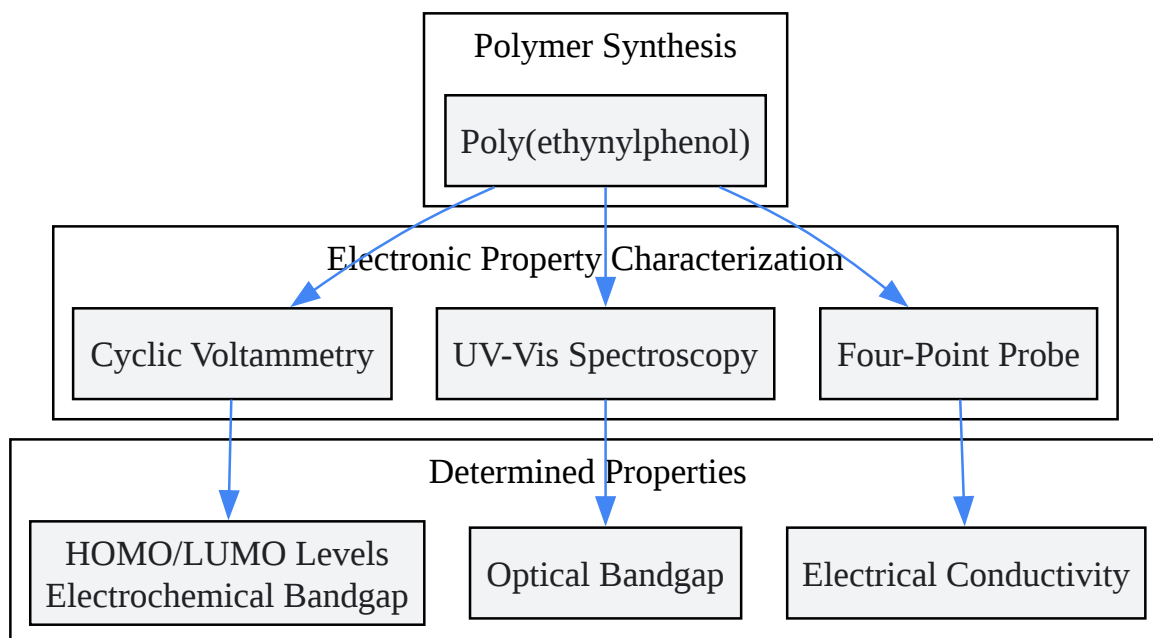 Polymer Synthesis
Poly(ethynylphenol)
Electronic Property Characterization
Cyclic Voltammetry
UV-Vis Spectroscopy
Four-Point Probe
Determined Properties
HOMO/LUMO Levels
Electrochemical Bandgap
Optical Bandgap
Electrical Conductivity